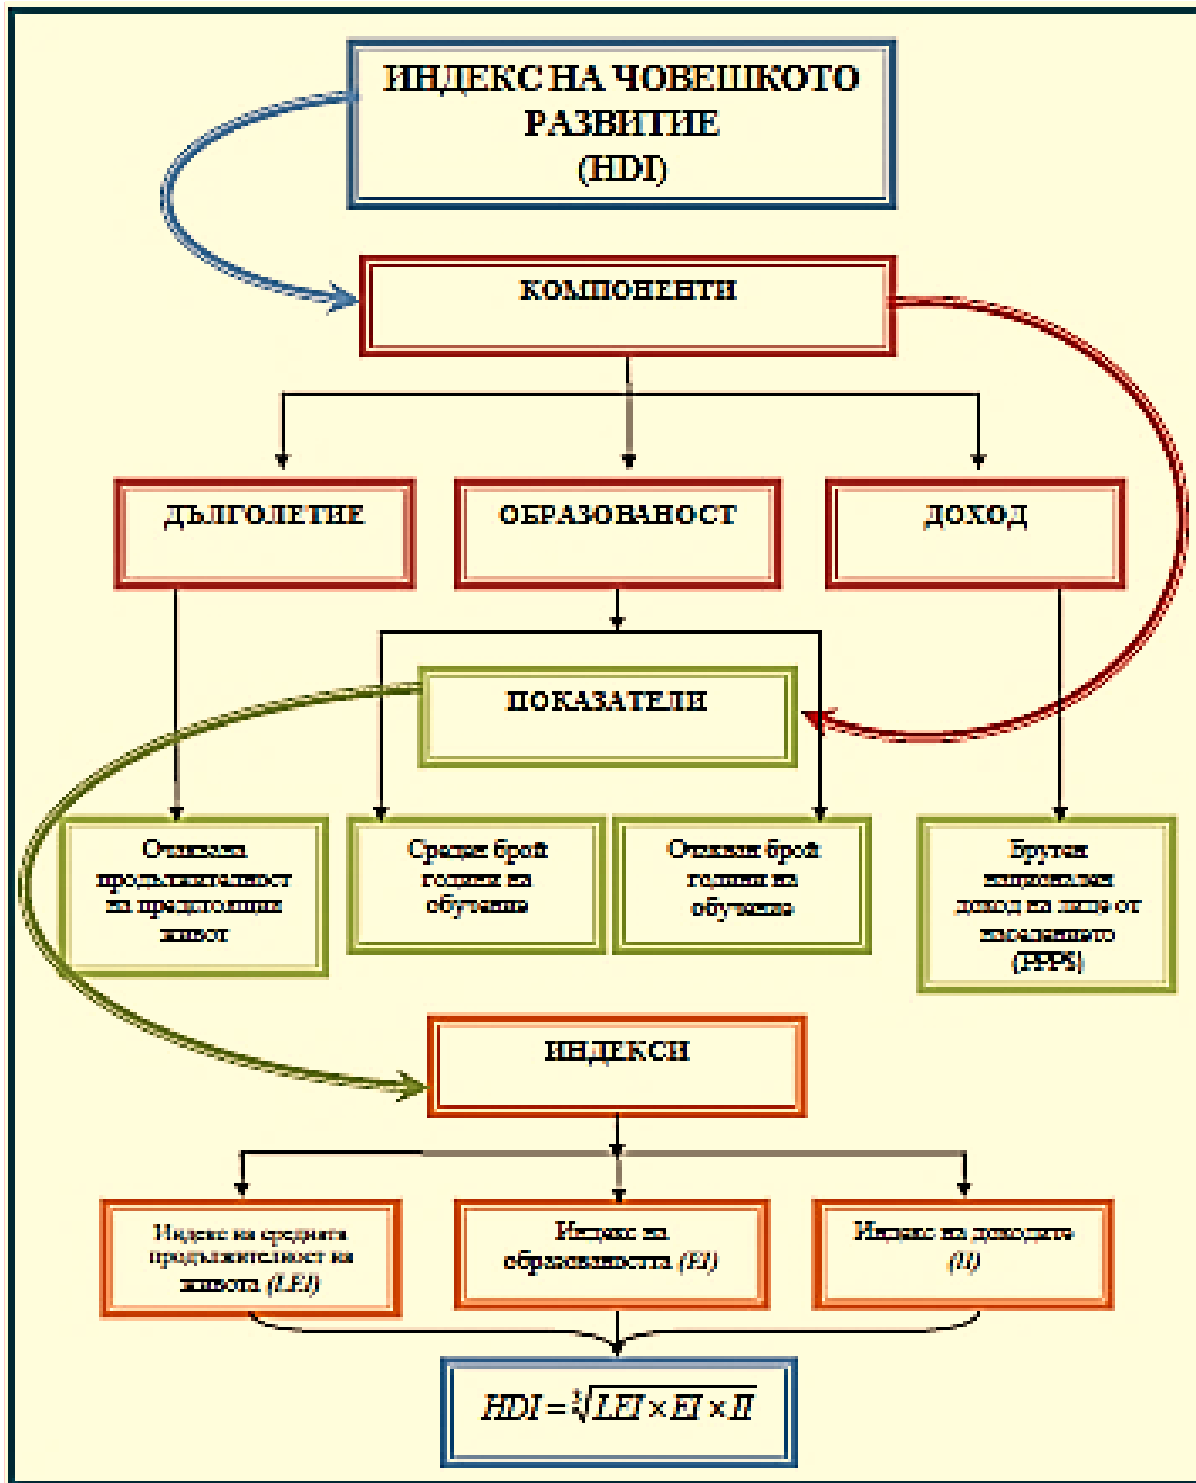 ИНДЕКС НА ЧОВЕШКОТО
РАЗВИТИЕ
(HDI)
КОМПОНЕНТИ
ДЪЛГОЛЕТИЕ
ОБРАЗОВАНОСТ
ДОХОД
ПОКАЗАТЕЛИ
Очаквана
продължителност
на предстоящия
живот
Среден брой
години на
обучение
Очакван брой
години на
обучение
Брутен
национален
доход на лице от
населението
(PPP$)
ИНДЕКСИ
Индекс на средната
продължителност на
живота (LEI)
Индекс на
образоваността (EI)
Индекс на доходите
(II)
HDI = ∛LEI × EI × II